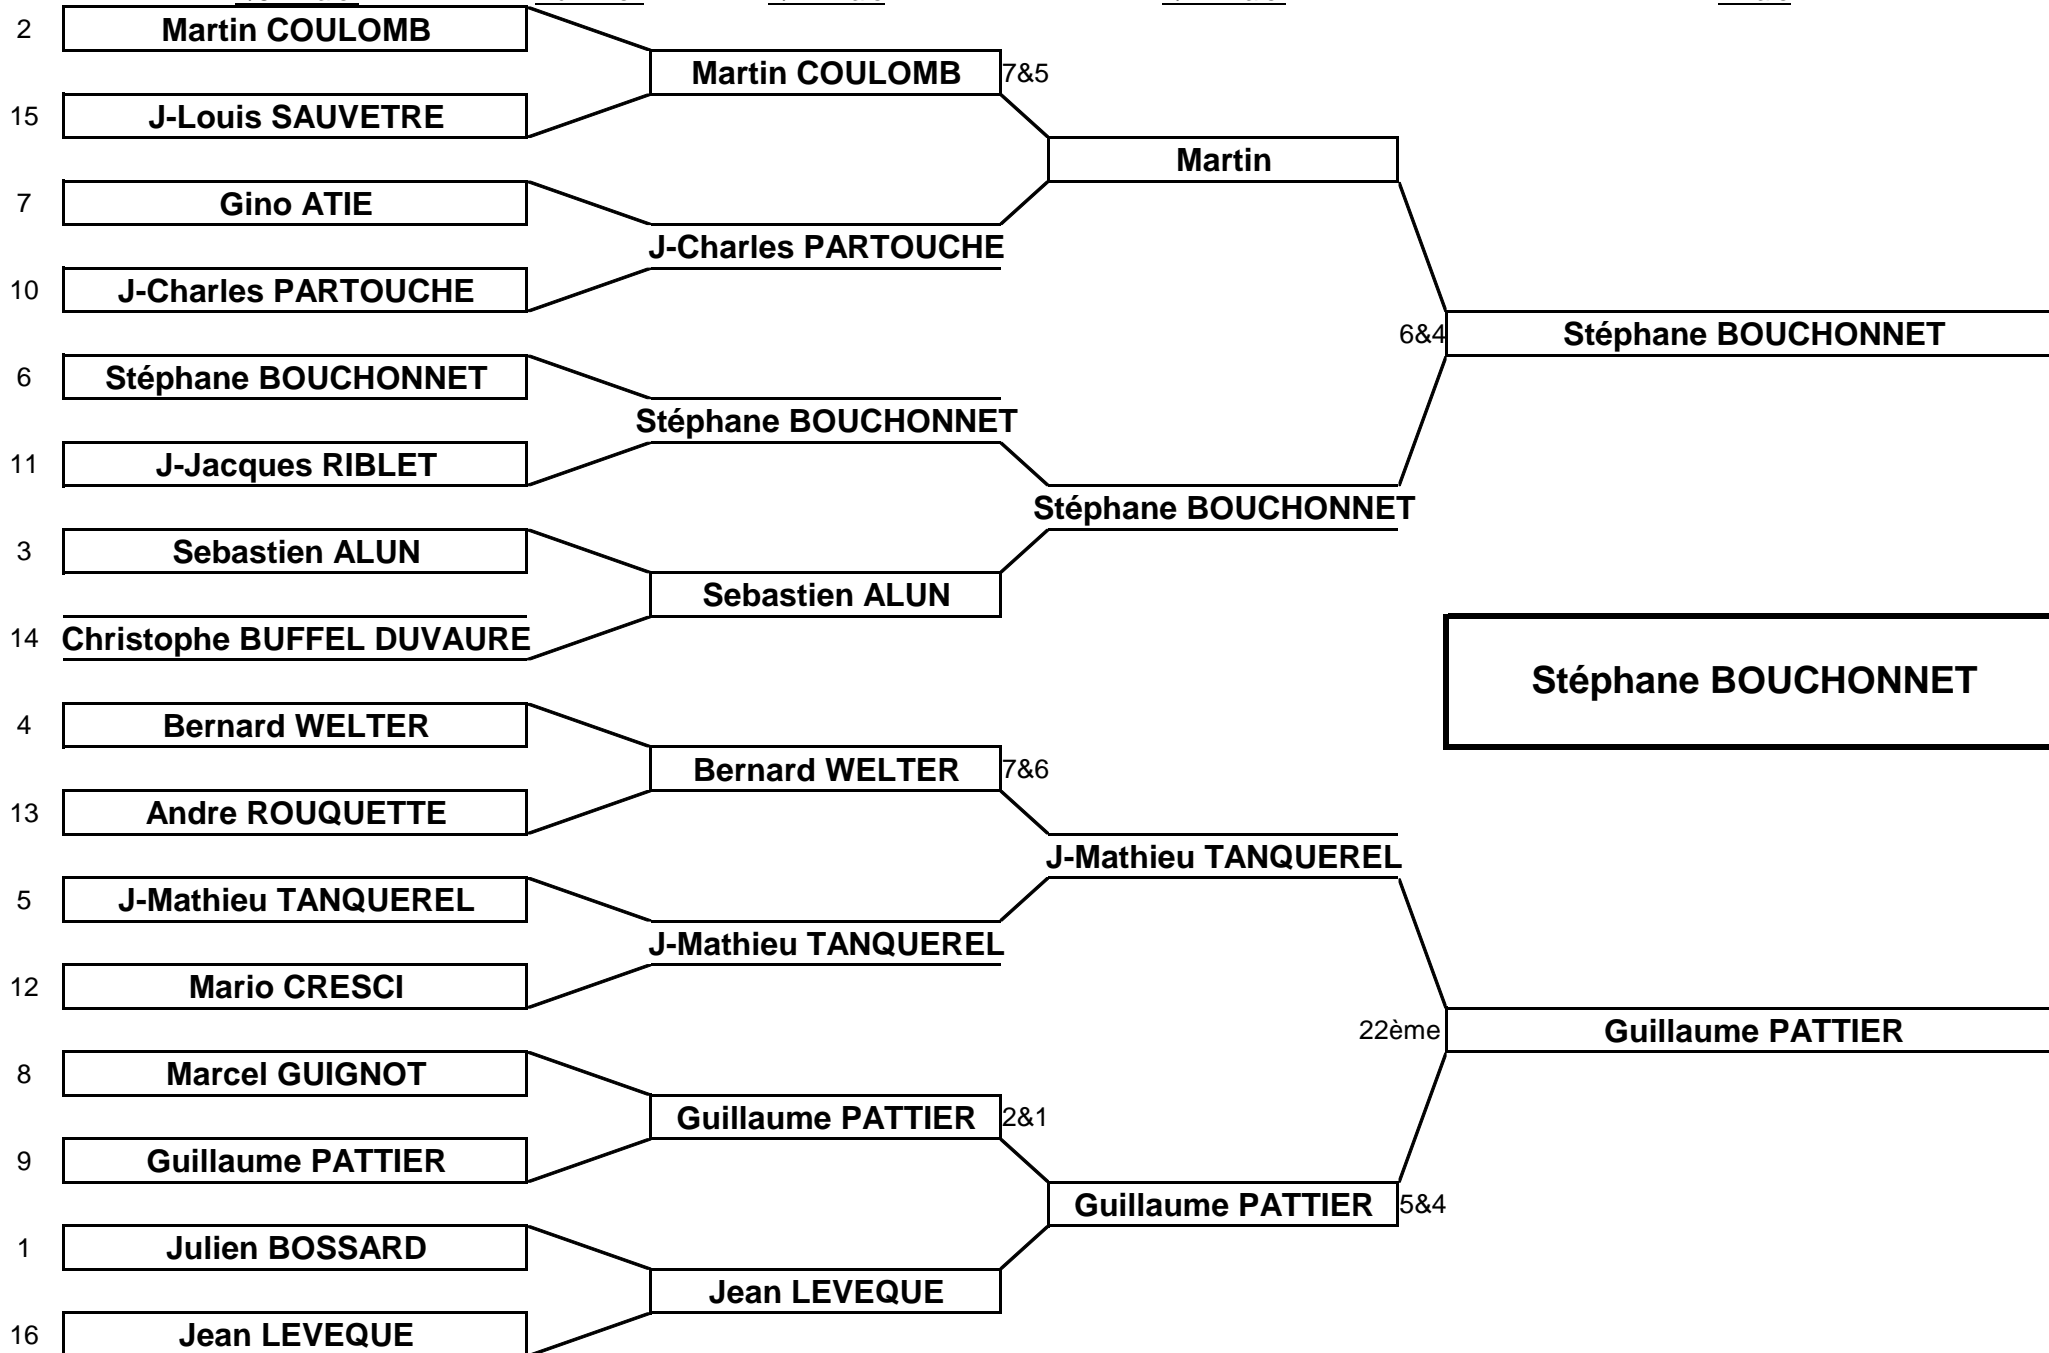 2 Martin COULOMB
Martin COULOMB 7&5
15 J-Louis SAUVETRE
Martin
7 Gino ATIE
J-Charles PARTOUCHE
10 J-Charles PARTOUCHE
6&4 Stéphane BOUCHONNET
6 Stéphane BOUCHONNET
Stéphane BOUCHONNET
11 J-Jacques RIBLET
Stéphane BOUCHONNET
3 Sebastien ALUN
Sebastien ALUN
14 Christophe BUFFEL DUVAURE
Stéphane BOUCHONNET
4 Bernard WELTER
Bernard WELTER 7&6
13 Andre ROUQUETTE
J-Mathieu TANQUEREL
5 J-Mathieu TANQUEREL
J-Mathieu TANQUEREL
12 Mario CRESCI
22ème Guillaume PATTIER
8 Marcel GUIGNOT
Guillaume PATTIER 2&1
9 Guillaume PATTIER
Guillaume PATTIER 5&4
1 Julien BOSSARD
Jean LEVEQUE
16 Jean LEVEQUE